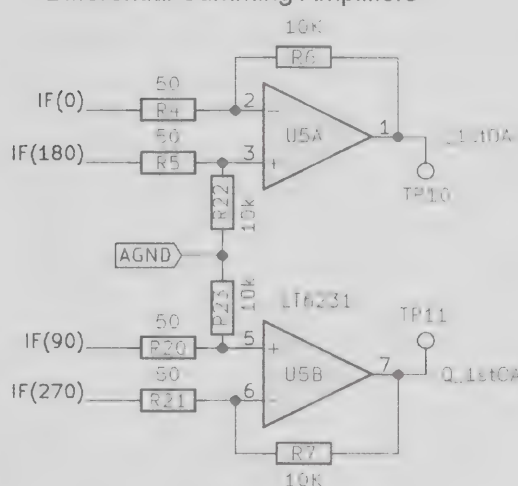 Differential Summing Amplifiers
10K
R6
50
IF(0)
R4
2
-
U5A
1
50
IF(180)
R5
3
+
TP10
R22
10k
AGND
R23
10k
LT6231
TP11
50
IF(90)
R20
5
+
U5B
7
50
IF(270)
R21
6
-
R7
10K